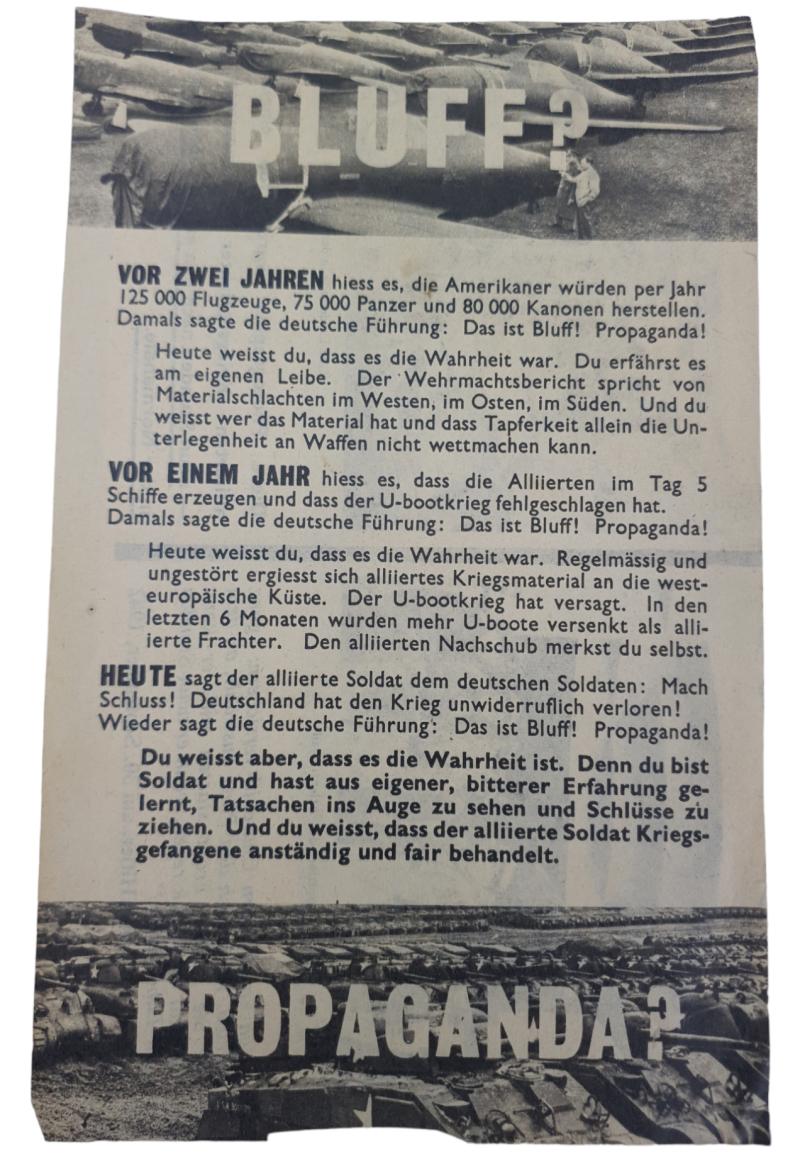 BLUFF?
VOR ZWEI JAHREN hiess es, die Amerikaner würden per Jahr
125 000 Flugzeuge, 75 000 Panzer und 80 000 Kanonen herstellen.
Damals sagte die deutsche Führung: Das ist Bluff! Propaganda!
Heute weisst du, dass es die Wahrheit war. Du erfährst es
am eigenen Leibe. Der Wehrmachtsbericht spricht von
Materialschlachten im Westen, im Osten, im Süden. Und du
weisst wer das Material hat und dass Tapferkeit allein die Un-
terlegenheit an Waffen nicht wettmachen kann.
VOR EINEM JAHR hiess es, dass die Alliierten im Tag 5
Schiffe erzeugen und dass der U-bootkrieg fehlgeschlagen hat.
Damals sagte die deutsche Führung: Das ist Bluff! Propaganda!
Heute weisst du, dass es die Wahrheit war. Regelmässig und
ungestört ergiesst sich alliiertes Kriegsmaterial an die west-
europäische Küste. Der U-bootkrieg hat versagt. In den
letzten 6 Monaten wurden mehr U-boote versenkt als alli-
ierte Frachter. Den alliierten Nachschub merkst du selbst.
HEUTE sagt der alliierte Soldat dem deutschen Soldaten: Mach
Schluss! Deutschland hat den Krieg unwiderruflich verloren!
Wieder sagt die deutsche Führung: Das ist Bluff! Propaganda!
Du weisst aber, dass es die Wahrheit ist. Denn du bist
Soldat und hast aus eigener, bitterer Erfahrung ge-
lernt, Tatsachen ins Auge zu sehen und Schlüsse zu
ziehen. Und du weisst, dass der alliierte Soldat Kriegs-
gefangene anständig und fair behandelt.
PROPAGANDA?